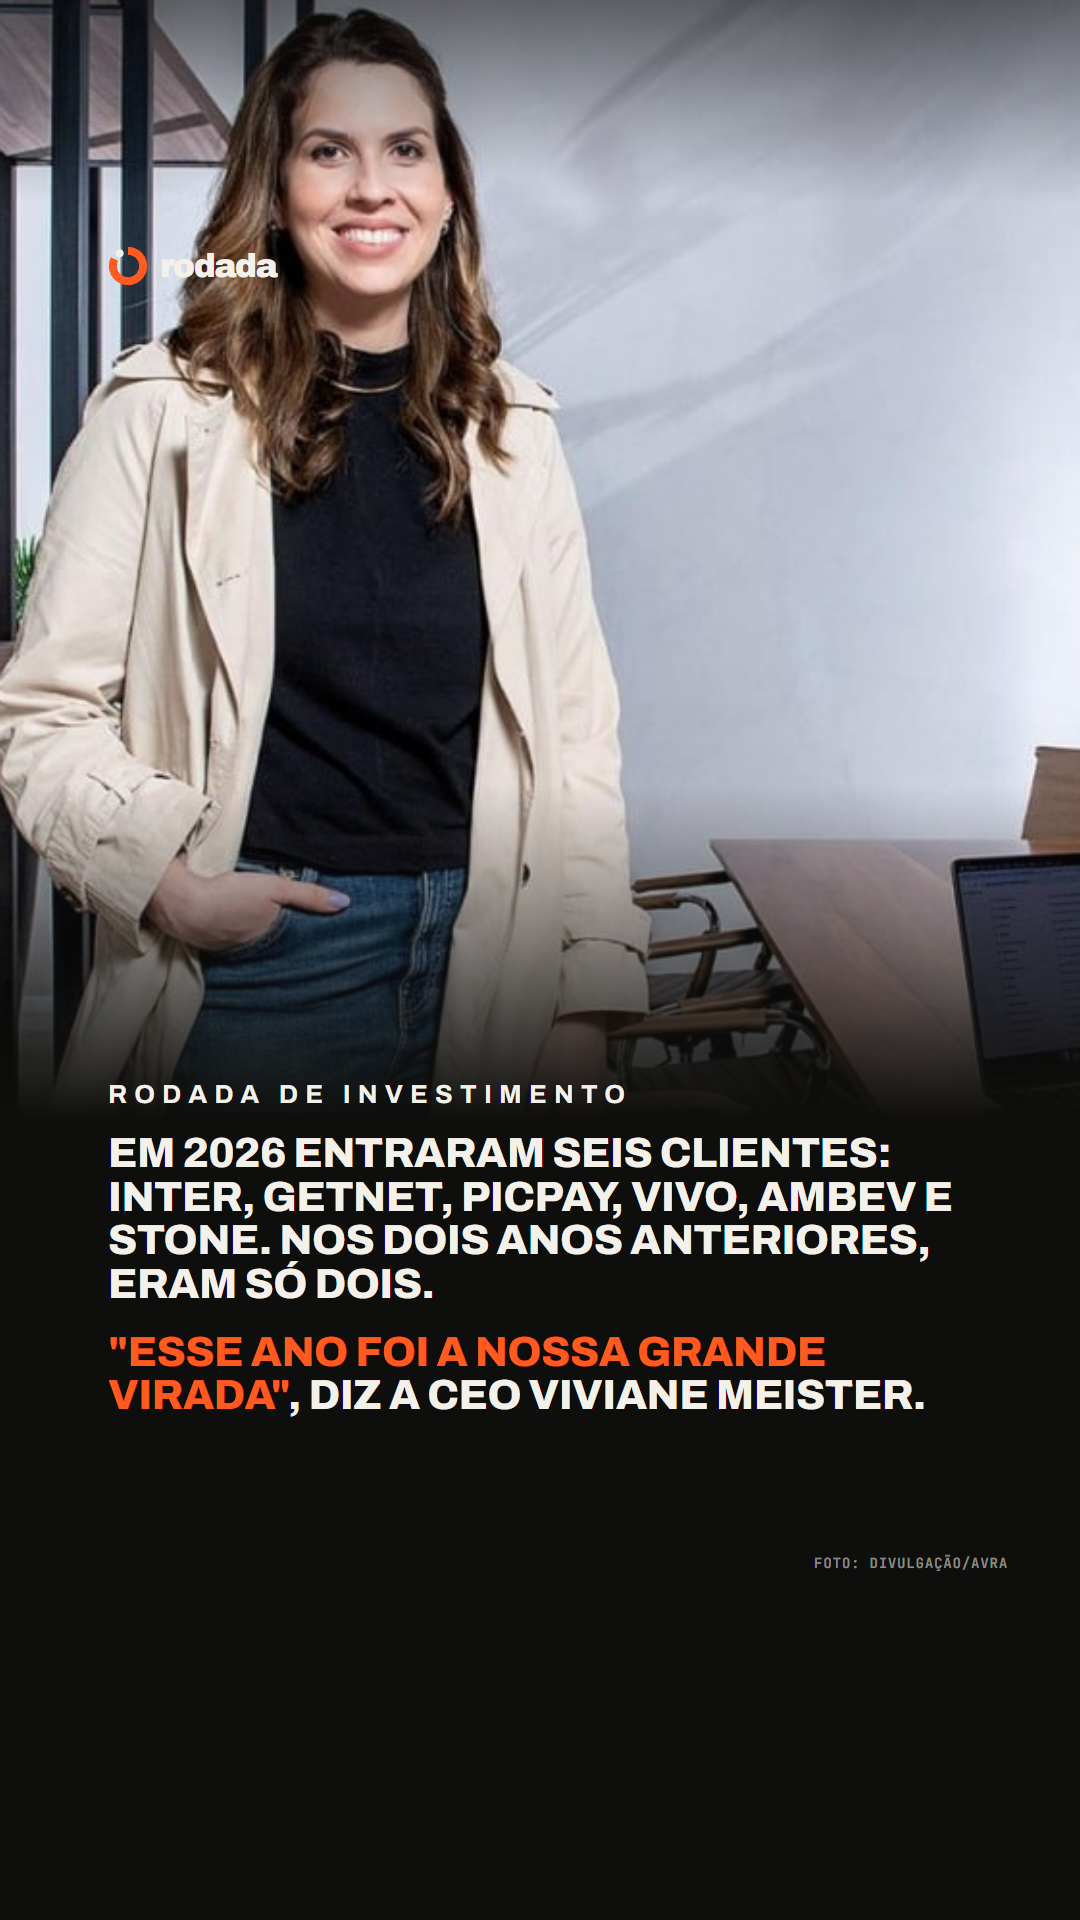 rodada
RODADA DE INVESTIMENTO
EM 2026 ENTRARAM SEIS CLIENTES:
INTER, GETNET, PICPAY, VIVO, AMBEV E
STONE. NOS DOIS ANOS ANTERIORES,
ERAM SÓ DOIS.
"ESSE ANO FOI A NOSSA GRANDE
VIRADA", DIZ A CEO VIVIANE MEISTER.
FOTO: DIVULGAÇÃO/AVRA